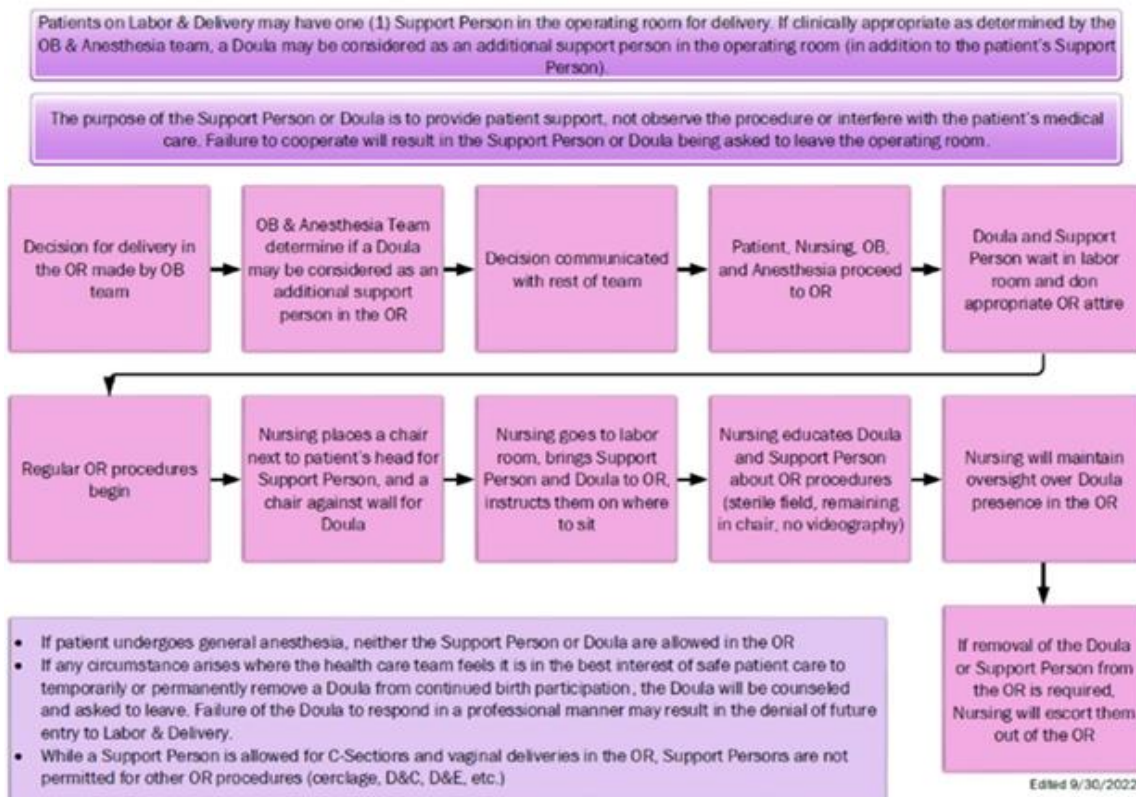 Patients on Labor & Delivery may have one (1) Support Person in the operating room for delivery. If clinically appropriate as determined by the
OB & Anesthesia team, a Doula may be considered as an additional support person in the operating room (in addition to the patient's Support
Person).
The purpose of the Support Person or Doula is to provide patient support, not observe the procedure or interfere with the patient's medical
care. Failure to cooperate will result in the Support Person or Doula being asked to leave the operating room.
Decision for delivery in
the OR made by OB
team
OB & Anesthesia Team
determine if a Doula
may be considered as an
additional support
person in the OR
Decision communicated
with rest of team
Patient, Nursing, OB,
and Anesthesia proceed
to OR
Doula and Support
Person wait in labor
room and don
appropriate OR attire
Regular OR procedures
begin
Nursing places a chair
next to patient's head for
Support Person, and a
chair against wall for
Doula
Nursing goes to labor
room, brings Support
Person and Doula to OR,
instructs them on where
to sit
Nursing educates Doula
and Support Person
about OR procedures
(sterile field, remaining
in chair, no videography)
Nursing will maintain
oversight over Doula
presence in the OR
If removal of the Doula
or Support Person from
the OR is required,
Nursing will escort them
out of the OR
• If patient undergoes general anesthesia, neither the Support Person or Doula are allowed in the OR
• If any circumstance arises where the health care team feels it is in the best interest of safe patient care to
temporarily or permanently remove a Doula from continued birth participation, the Doula will be counseled
and asked to leave. Failure of the Doula to respond in a professional manner may result in the denial of future
entry to Labor & Delivery.
• While a Support Person is allowed for C-Sections and vaginal deliveries in the OR, Support Persons are not
permitted for other OR procedures (cerclage, D&C, D&E, etc.)
Edited 9/30/2022